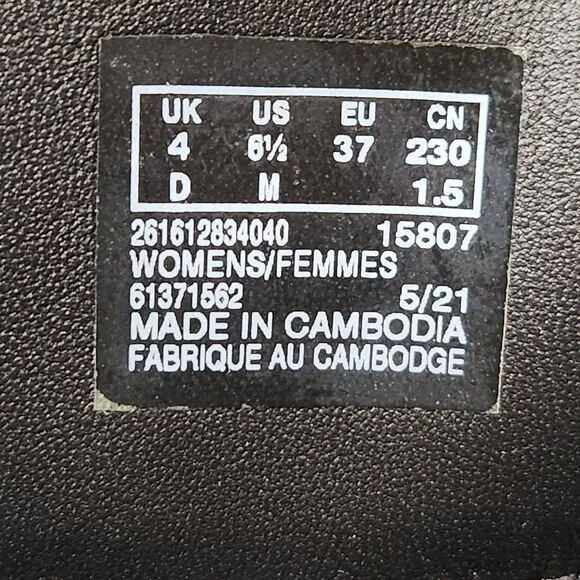 UK US EU CN
4 6½ 37 230
D M 1.5
261612834040 15807
WOMENS/FEMMES
61371562 5/21
MADE IN CAMBODIA
FABRIQUE AU CAMBODGE